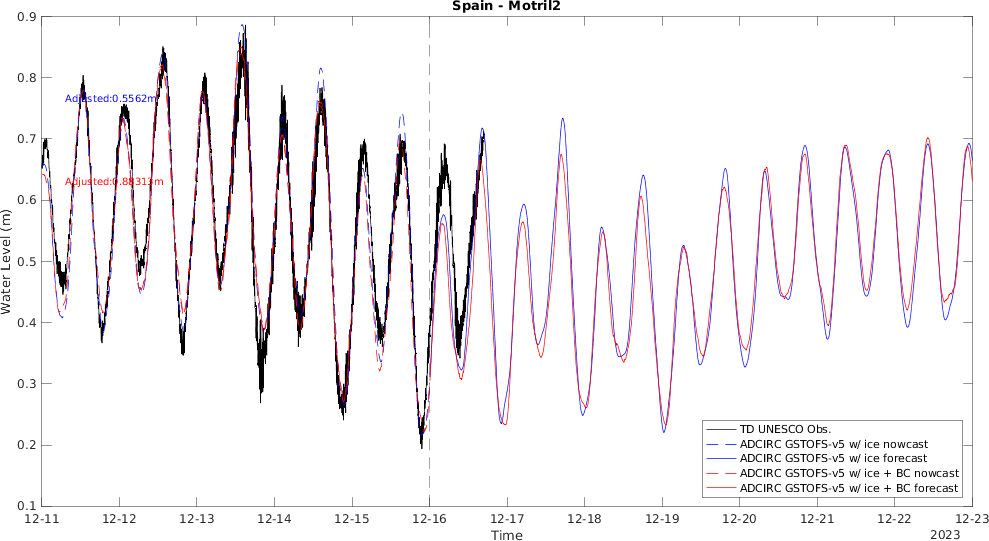 Spain - Motril2
0.9
0.8
0.7
0.6
0.5
0.4
0.3
0.2
0.1
Water Level (m)
Adjusted:0.5562m
Adjusted:0.88313m
TD UNESCO Obs.
ADCIRC GSTOFS-v5 w/ ice nowcast
ADCIRC GSTOFS-v5 w/ ice forecast
ADCIRC GSTOFS-v5 w/ ice + BC nowcast
ADCIRC GSTOFS-v5 w/ ice + BC forecast
12-11 12-12 12-13 12-14 12-15 12-16 12-17 12-18 12-19 12-20 12-21 12-22 12-23
Time
2023